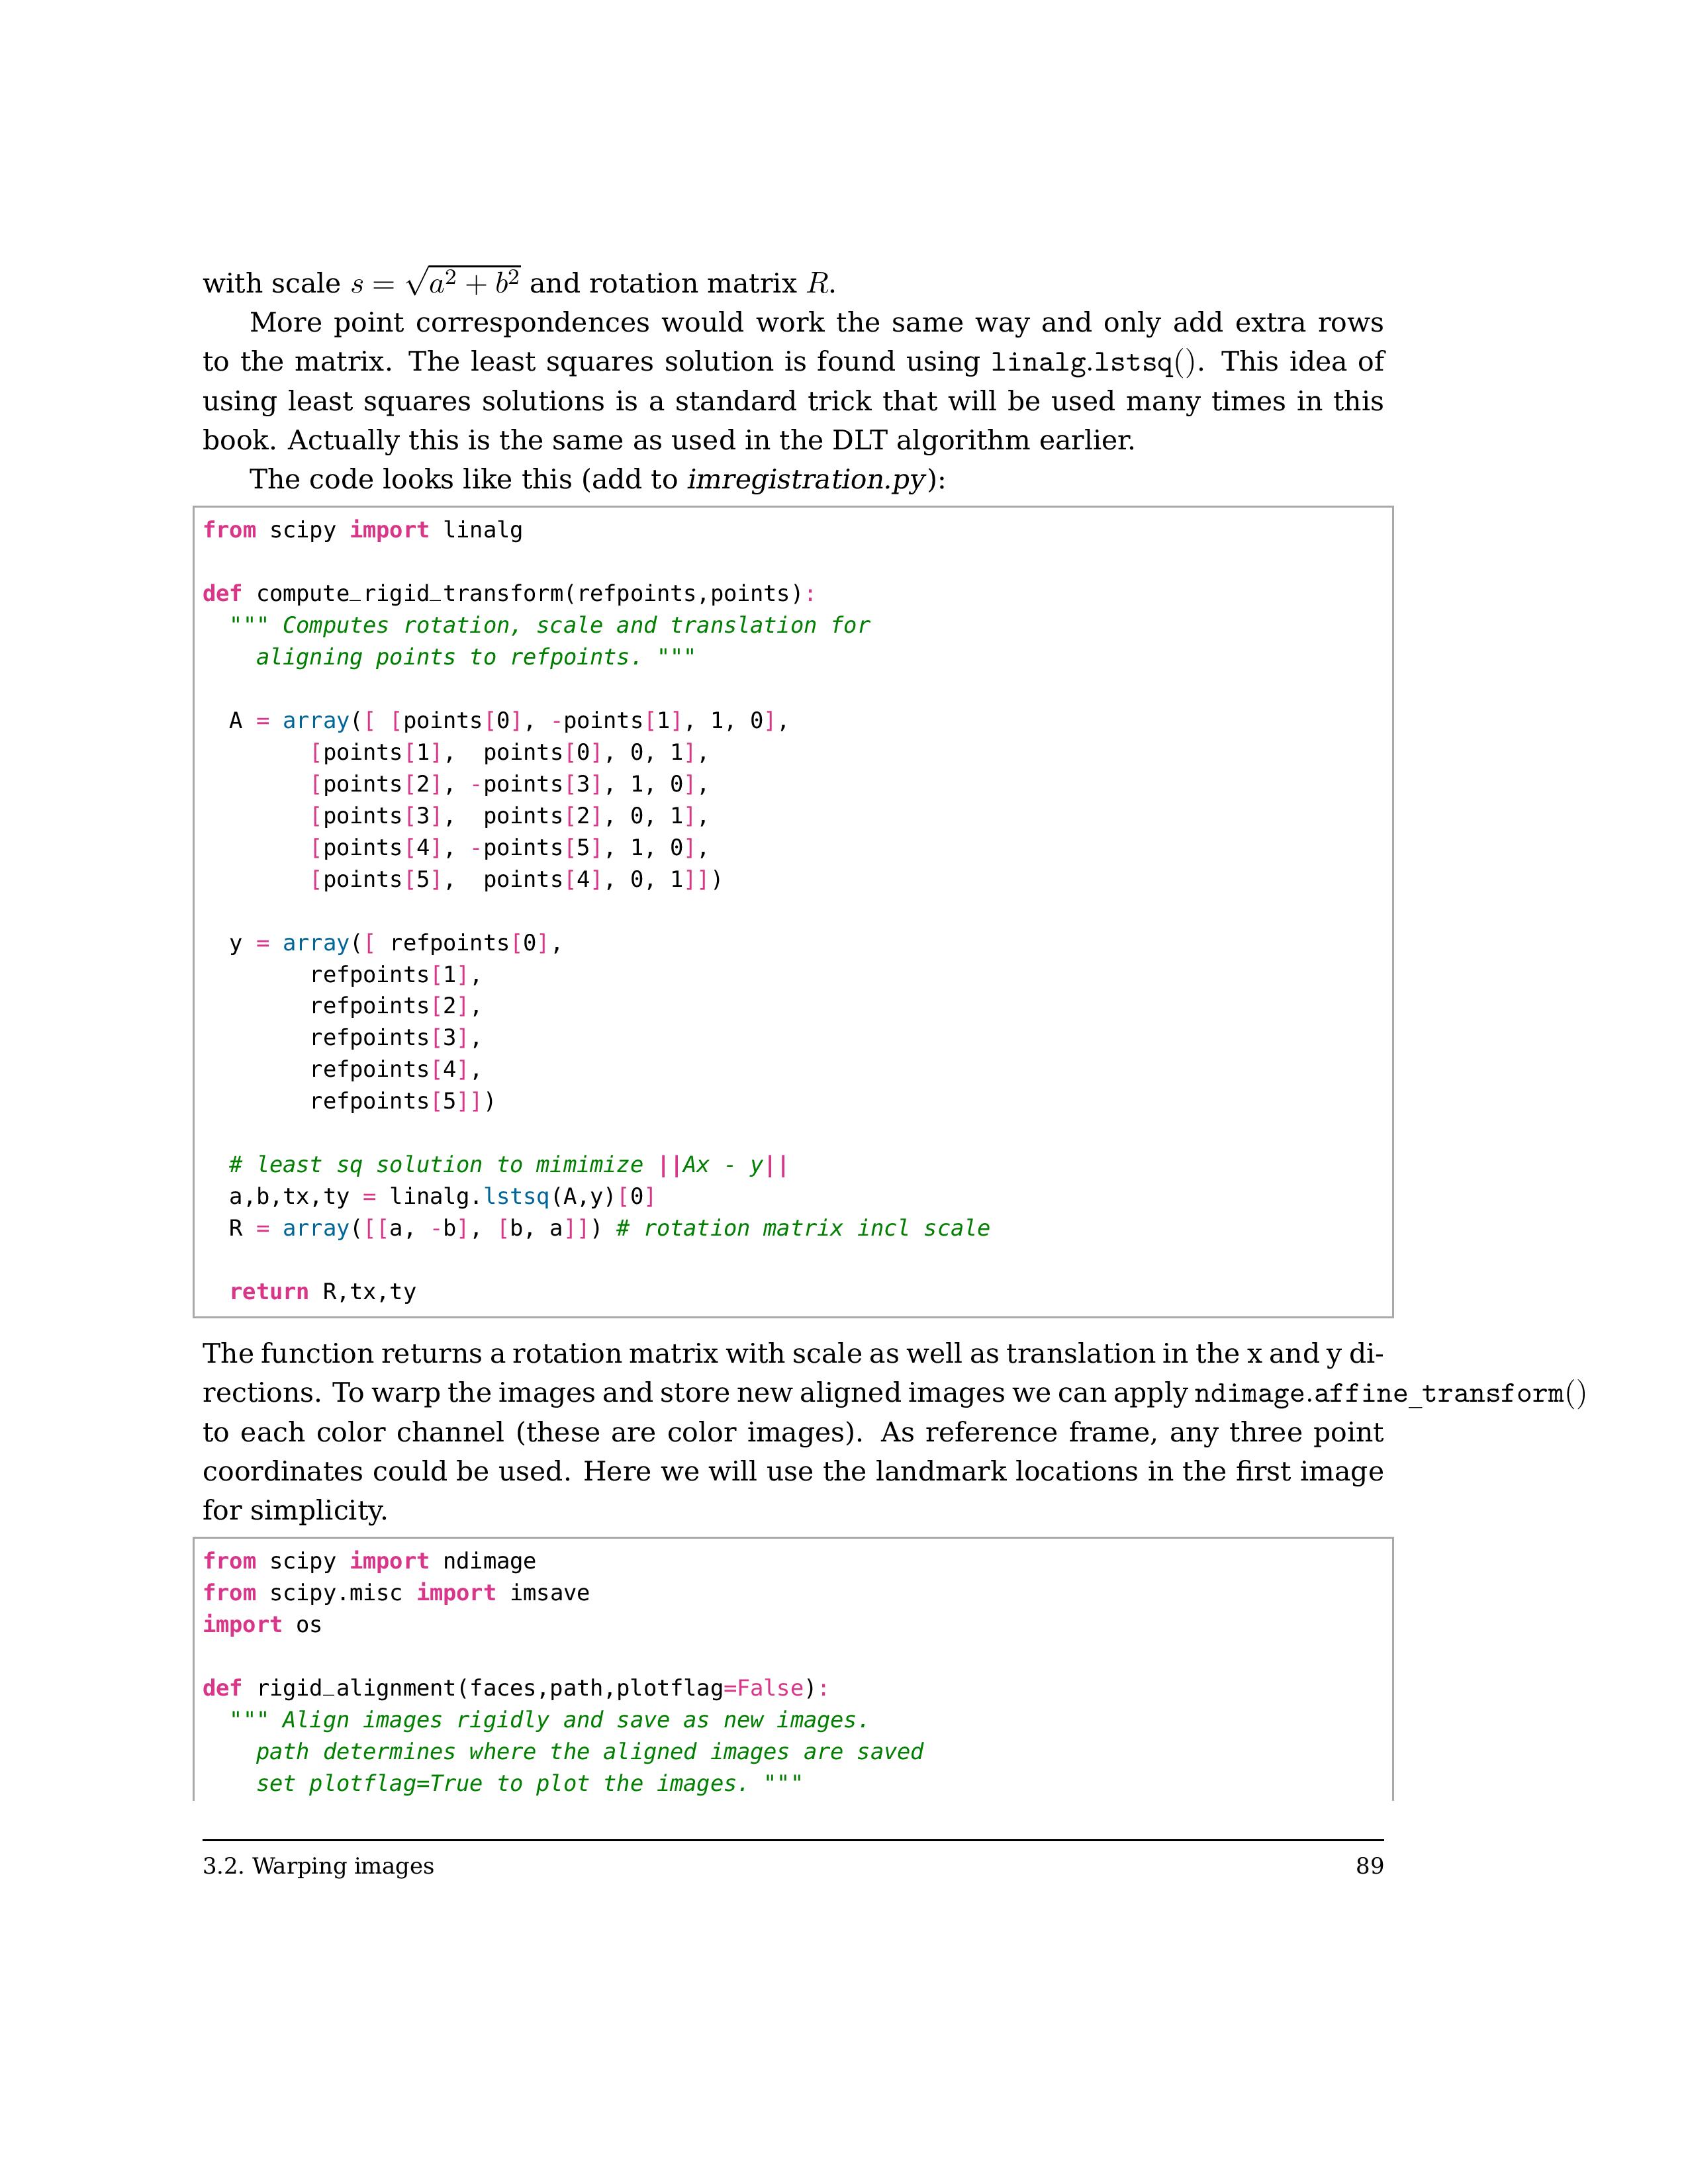 with scale s = √a² + b² and rotation matrix R.
More point correspondences would work the same way and only add extra rows
to the matrix. The least squares solution is found using linalg.lstsq(). This idea of
using least squares solutions is a standard trick that will be used many times in this
book. Actually this is the same as used in the DLT algorithm earlier.
The code looks like this (add to imregistration.py):
from scipy import linalg
def compute_rigid_transform(refpoints,points):
""" Computes rotation, scale and translation for
aligning points to refpoints. """
A = array([ [points[0], -points[1], 1, 0],
[points[1],  points[0], 0, 1],
[points[2], -points[3], 1, 0],
[points[3],  points[2], 0, 1],
[points[4], -points[5], 1, 0],
[points[5],  points[4], 0, 1]])
y = array([ refpoints[0],
refpoints[1],
refpoints[2],
refpoints[3],
refpoints[4],
refpoints[5]])
# least sq solution to mimimize ||Ax - y||
a,b,tx,ty = linalg.lstsq(A,y)[0]
R = array([[a, -b], [b, a]]) # rotation matrix incl scale
return R,tx,ty
The function returns a rotation matrix with scale as well as translation in the x and y di-
rections. To warp the images and store new aligned images we can apply ndimage.affine_transform()
to each color channel (these are color images). As reference frame, any three point
coordinates could be used. Here we will use the landmark locations in the first image
for simplicity.
from scipy import ndimage
from scipy.misc import imsave
import os
def rigid_alignment(faces,path,plotflag=False):
""" Align images rigidly and save as new images.
path determines where the aligned images are saved
set plotflag=True to plot the images. """
3.2. Warping images 89